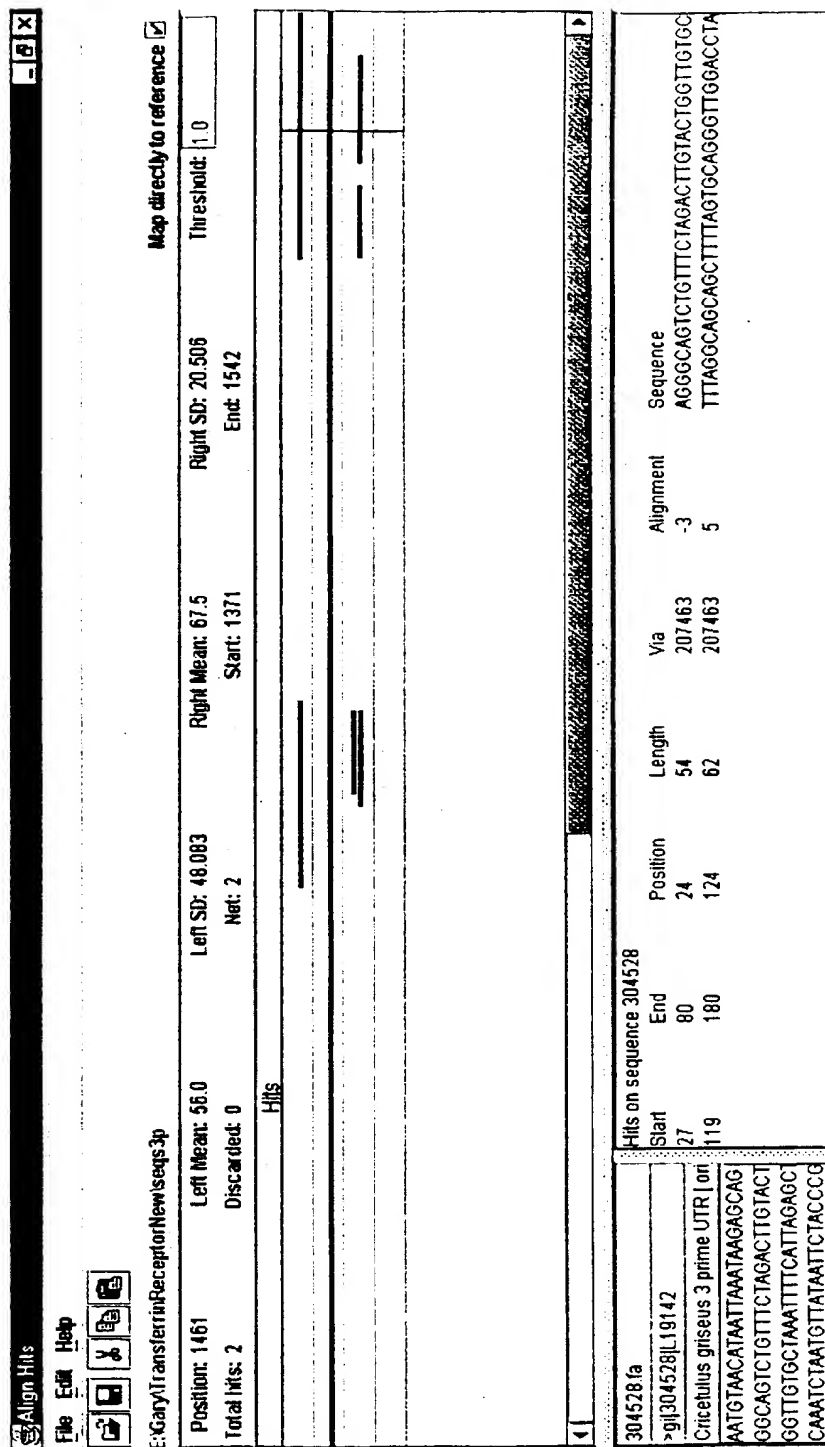 Align Hits
File Edit Help
E:\Gary\TransferrinReceptorNew\seqs3p Map directly to reference
Position: 1461 Left Mean: 56.0 Left SD: 48.083 Right Mean: 67.5 Right SD: 20.506 Threshold: 1.0
Total hits: 2 Discarded: 0 Net: 2 Start: 1371 End: 1542
Hits
304528.fa
>gi|304528|L19142
Cricetulus griseus 3 prime UTR [ori
AATGTAACATAATTAAATAAGAGCAG
GGCAGTCTGTTTCTAGACTTGTACT
GGTTGTGCTAAATTTTCATTAGAGCT
CAAATCTAATGTTATAATTCTACCCG
Hits on sequence 304528
Start End Position Length Via Alignment Sequence
27 80 24 54 207463 -3 AGGGCAGTCTGTTTCTAGACTTGTACTGGTTGTGC
119 180 124 62 207463 5 TTTAGGCAGCAGCTTTTAGTGCAGGGTTGGACCTA